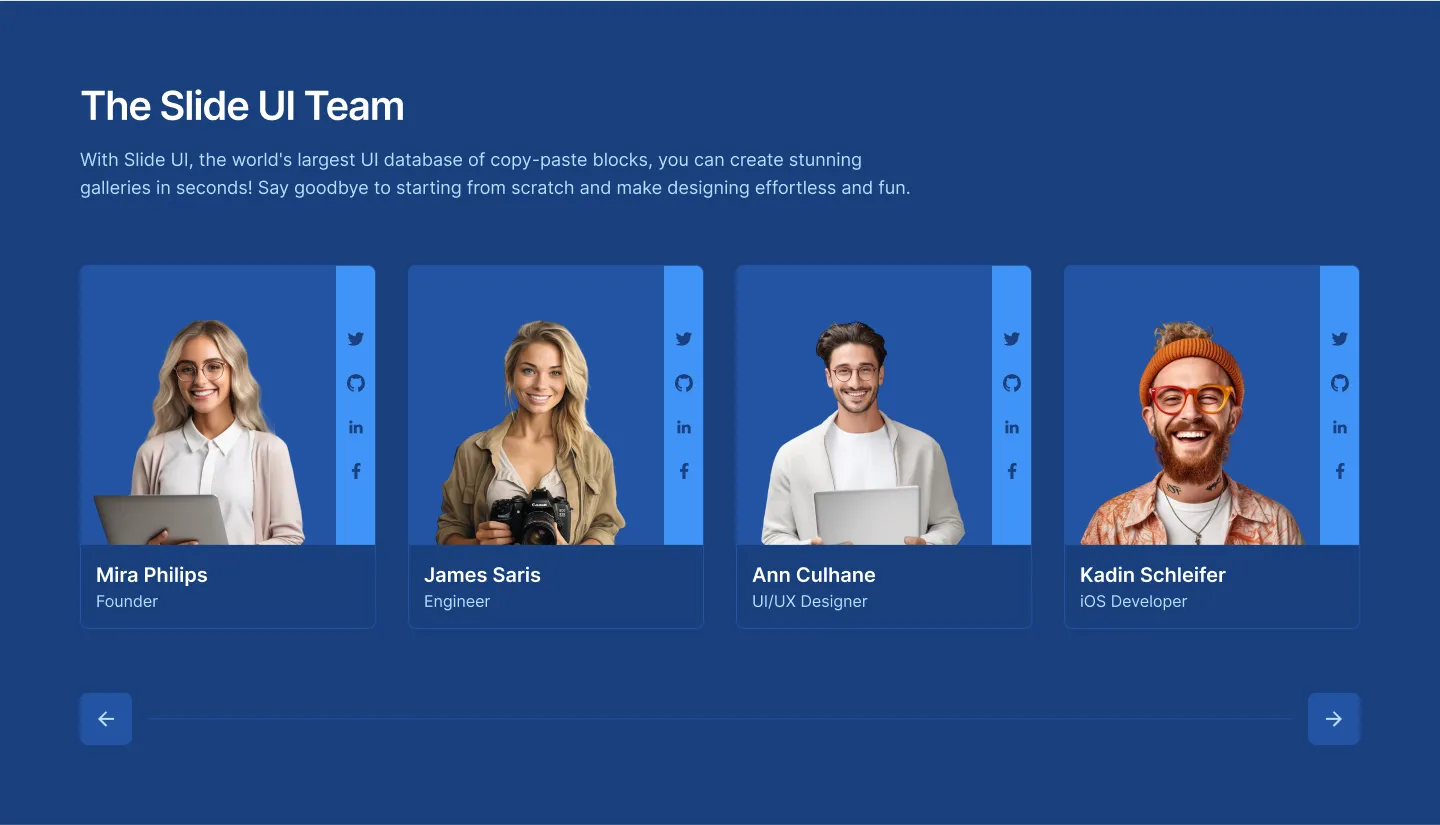 The Slide UI Team
With Slide UI, the world's largest UI database of copy-paste blocks, you can create stunning
galleries in seconds! Say goodbye to starting from scratch and make designing effortless and fun.
in
f
in
f
in
f
in
f
Canon
Mira Philips
Founder
James Saris
Engineer
Ann Culhane
UI/UX Designer
Kadin Schleifer
iOS Developer